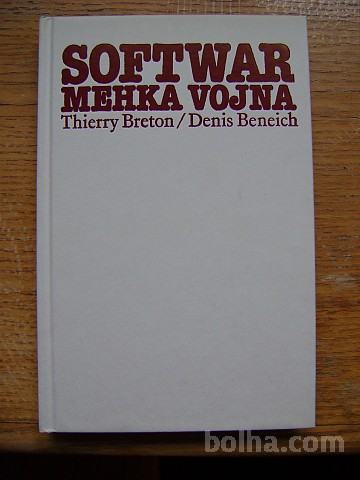 SOFTWAR
MEHKA VOJNA
Thierry Breton/Denis Beneich
bolha.com